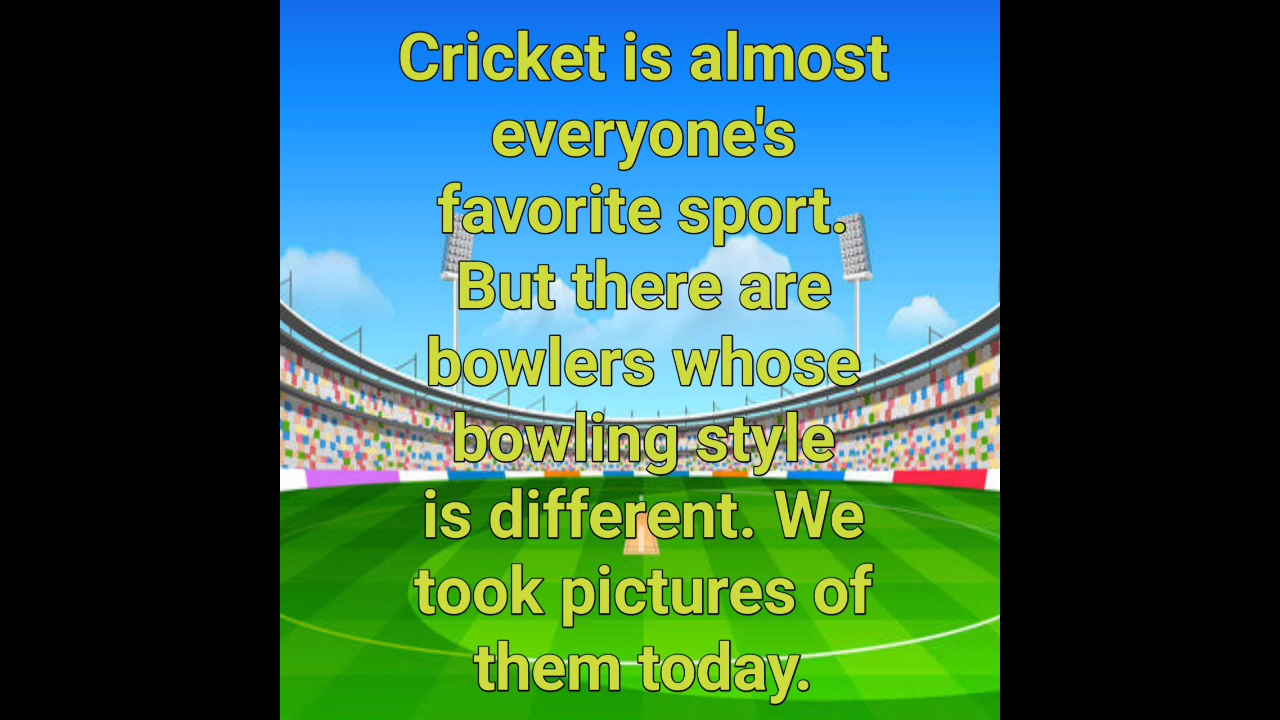 Cricket is almost
everyone's
favorite sport.
But there are
bowlers whose
bowling style
is different. We
took pictures of
them today.